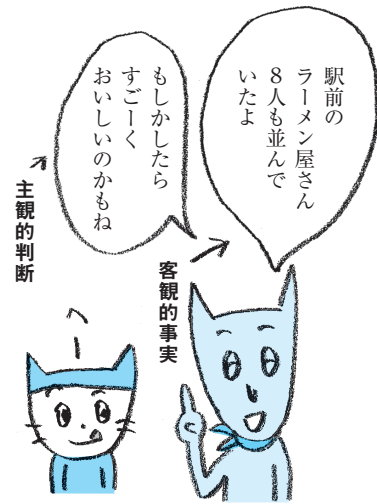 駅前の
ラーメン屋さん
８人も並んで
いたよ
もしかしたら
すごーく
おいしいのかもね
客観的事実
主観的判断
へー